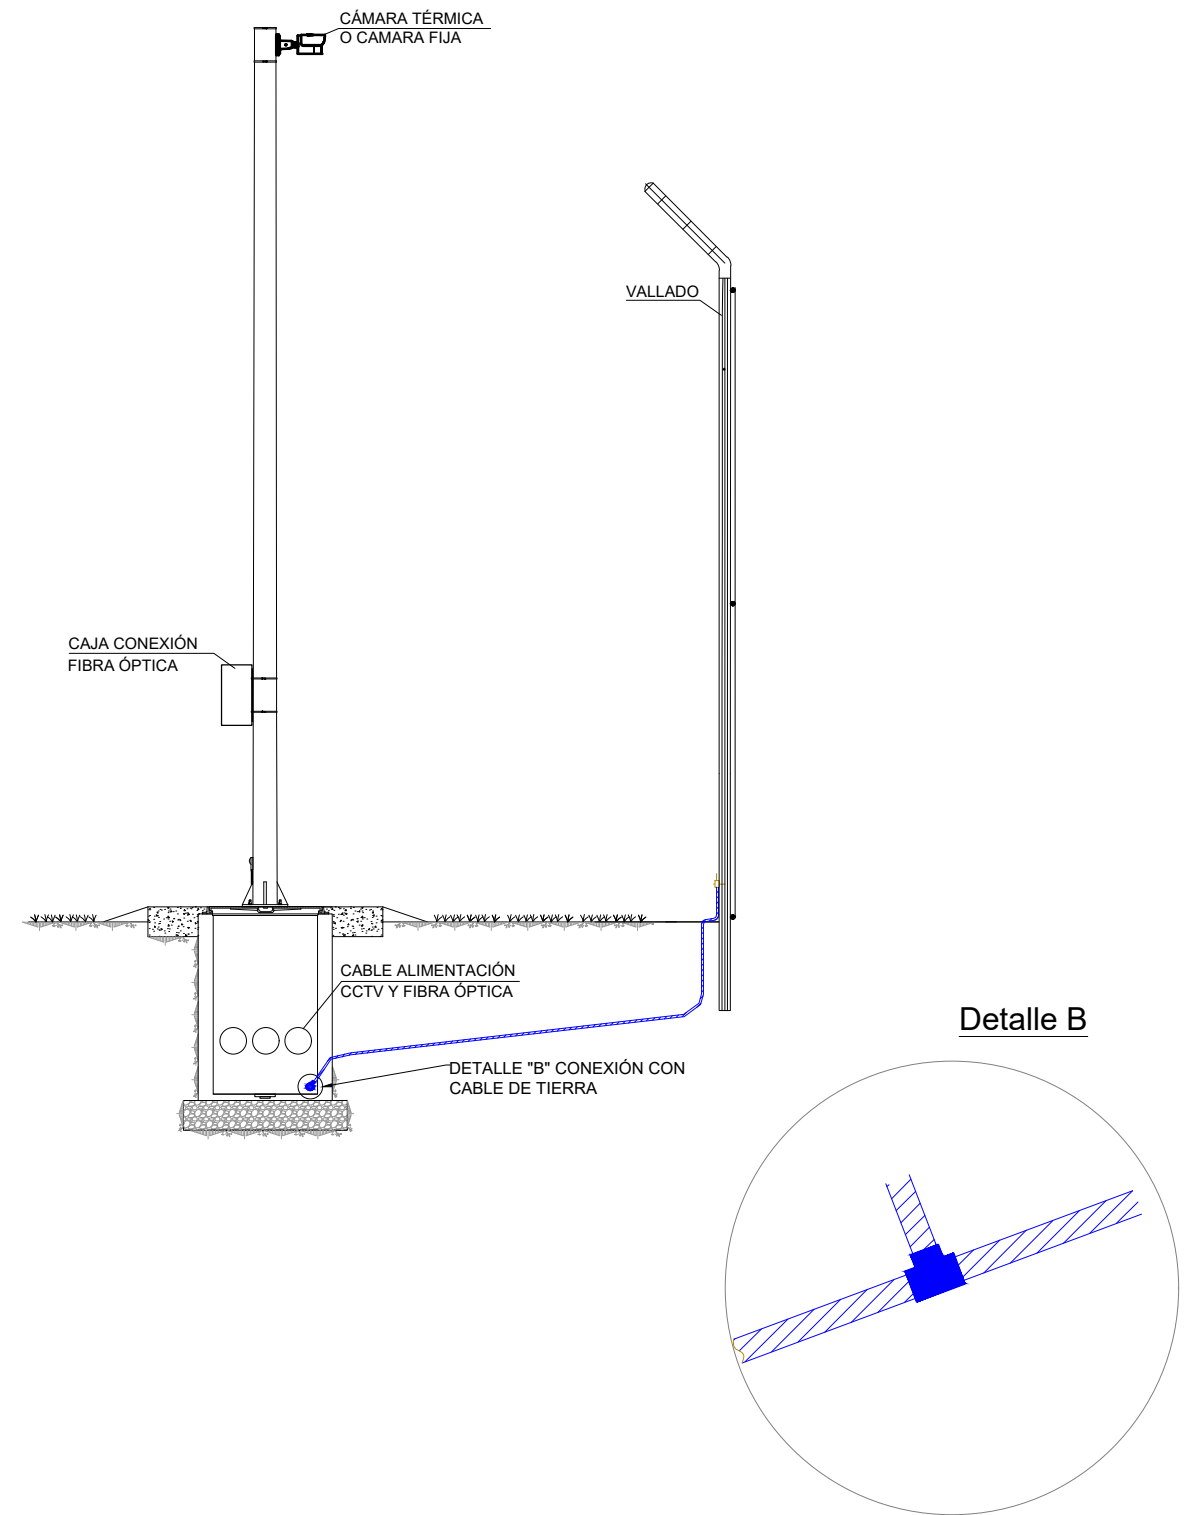 CÁMARA TÉRMICA
O CAMARA FIJA
VALLADO
CAJA CONEXIÓN
FIBRA ÓPTICA
CABLE ALIMENTACIÓN
CCTV Y FIBRA ÓPTICA
DETALLE "B" CONEXIÓN CON
CABLE DE TIERRA
Detalle B